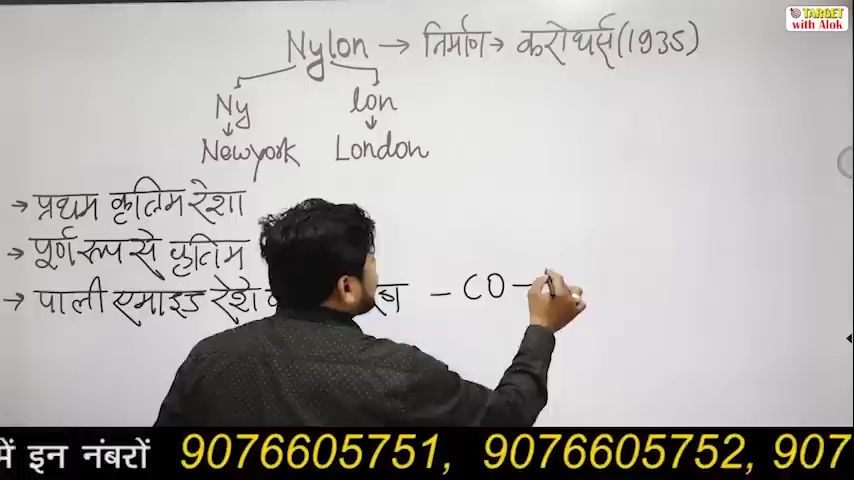 TARGET
with Alok
Nylon → निर्माण → करोथर्स (1935)
Ny lon
Newyork London
→ प्रथम कृत्रिम रेशा
→ पूर्ण रूप से कृत्रिम
→ पाली एमाइड रेशे - CO -
में इन नंबरों 9076605751, 9076605752, 907